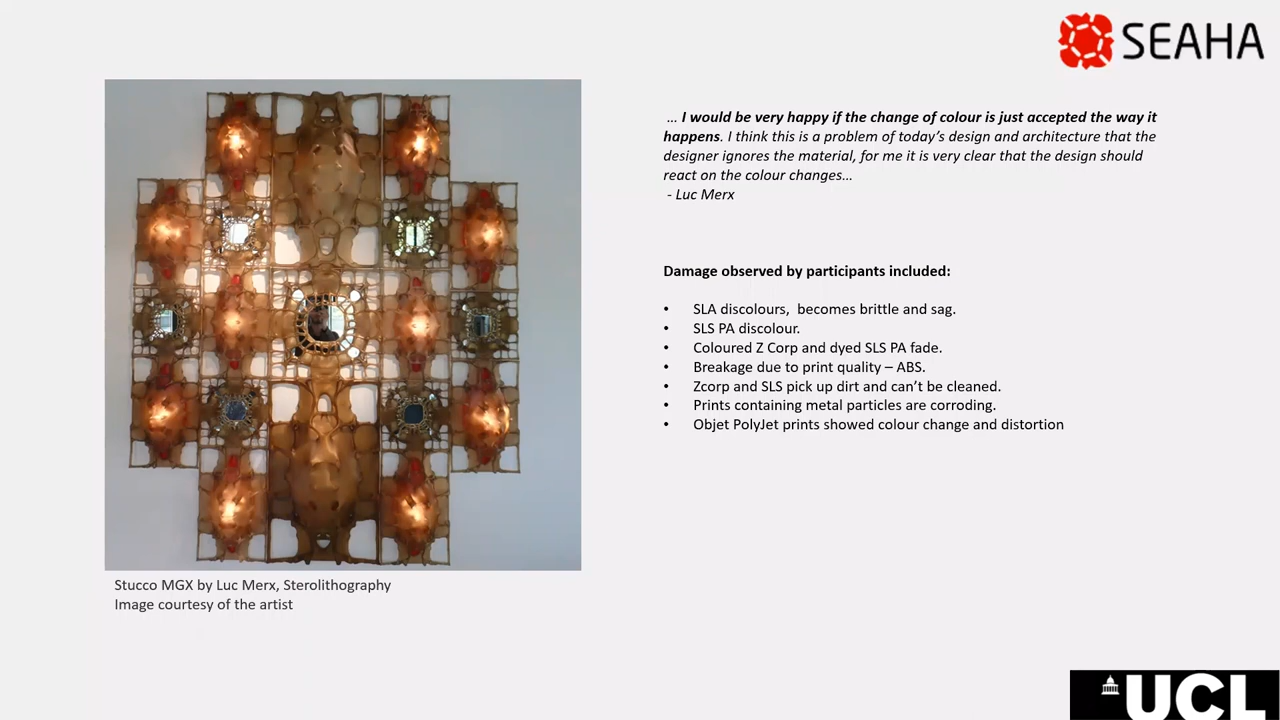 SEAHA
… I would be very happy if the change of colour is just accepted the way it
happens. I think this is a problem of today’s design and architecture that the
designer ignores the material, for me it is very clear that the design should
react on the colour changes…
- Luc Merx
Damage observed by participants included:
• SLA discolours, becomes brittle and sag.
• SLS PA discolour.
• Coloured Z Corp and dyed SLS PA fade.
• Breakage due to print quality – ABS.
• Zcorp and SLS pick up dirt and can’t be cleaned.
• Prints containing metal particles are corroding.
• Objet PolyJet prints showed colour change and distortion
Stucco MGX by Luc Merx, Sterolithography
Image courtesy of the artist
UCL